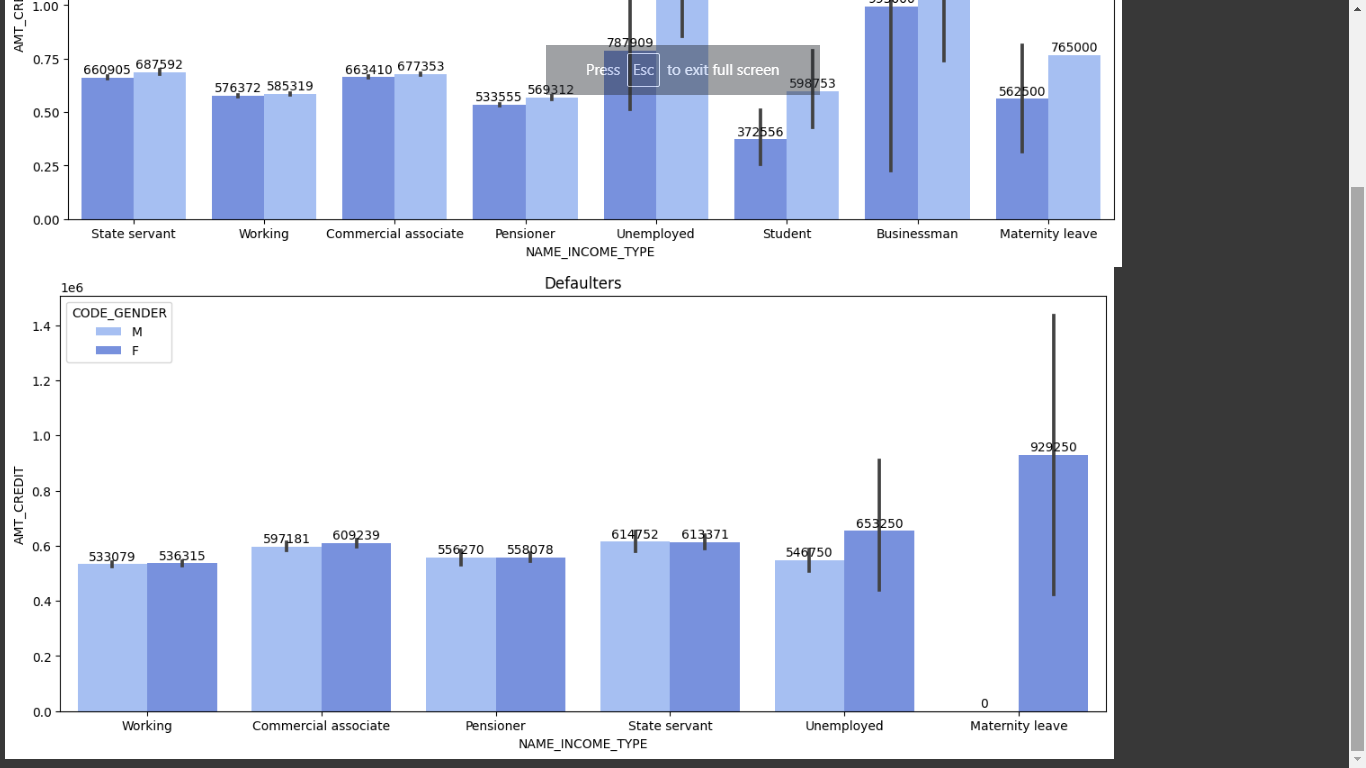 1.00
AMT_CRE
787909
Press Esc to exit full screen
0.75
660905 687592
576372 585319
663410 677353
533555 569312
372556 598753
562500 765000
0.50
0.25
0.00
State servant Working Commercial associate Pensioner Unemployed Student Businessman Maternity leave
NAME_INCOME_TYPE
Defaulters
1e6
CODE_GENDER
M
F
1.4
1.2
1.0
0.8
0.6
0.4
0.2
0.0
AMT_CREDIT
533079 536315
597181 609239
556270 558078
614752 613371
546750 653250
0 929250
Working Commercial associate Pensioner State servant Unemployed Maternity leave
NAME_INCOME_TYPE